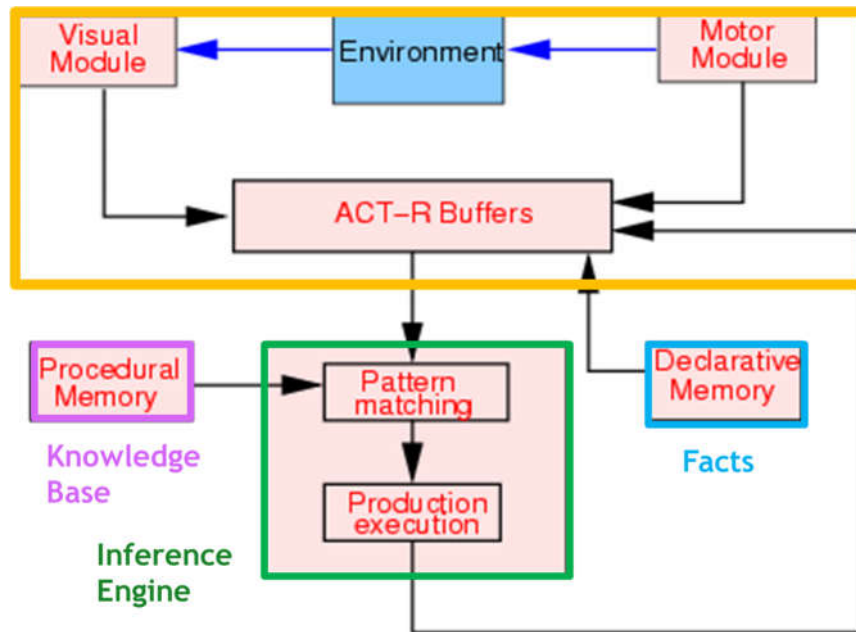 Visual
Module
Environment
Motor
Module
ACT-R Buffers
Procedural
Memory
Pattern
matching
Declarative
Memory
Knowledge
Base
Facts
Production
execution
Inference
Engine